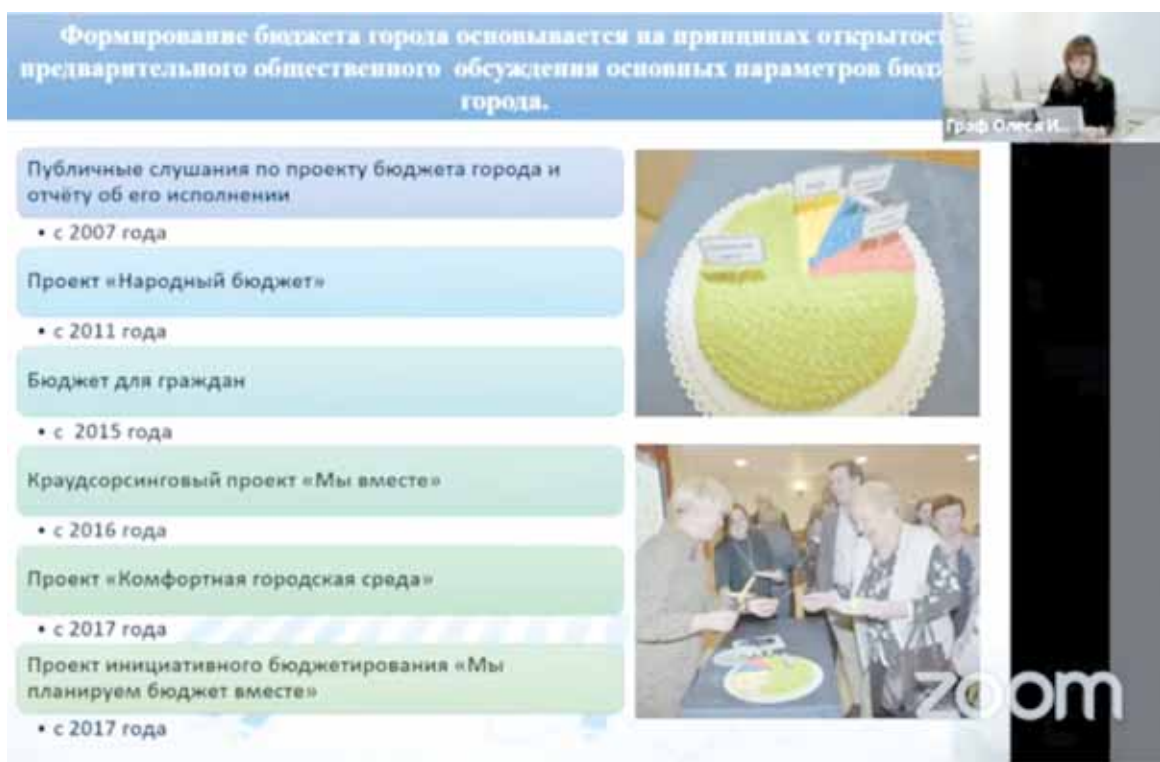 Формирование бюджета города основывается на принципах
предварительного общественного обсуждения основных параметров
города.
Граф Олеся И...
Публичные слушания по проекту бюджета города и
отчёту об его исполнении
• с 2007 года
Проект «Народный бюджет»
• с 2011 года
Бюджет для граждан
• с 2015 года
Краудсорсинговый проект «Мы вместе»
• с 2016 года
Проект «Комфортная городская среда»
• с 2017 года
Проект инициативного бюджетирования «Мы
планируем бюджет вместе»
• с 2017 года
zoom